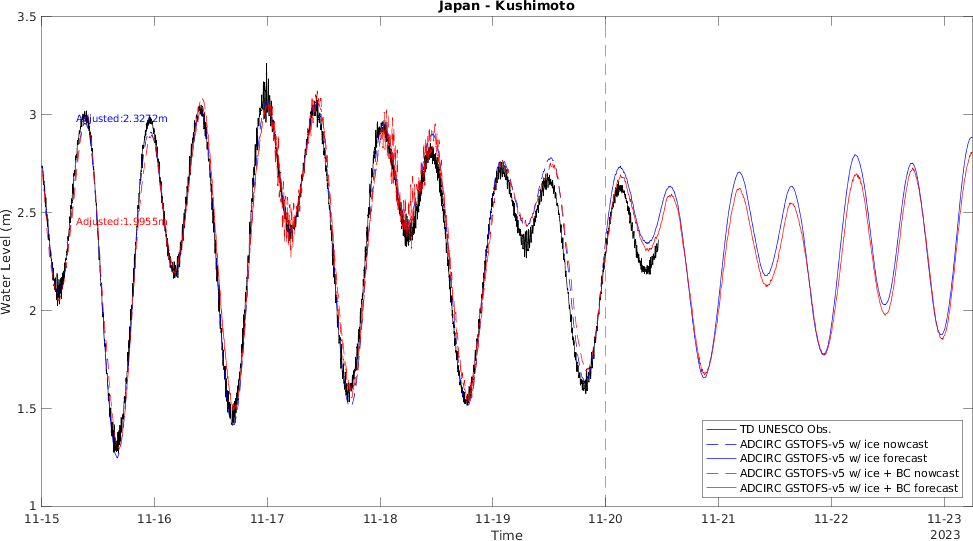 Japan - Kushimoto
3.5
3
2.5
2
1.5
1
Water Level (m)
Adjusted:2.3272m
Adjusted:1.9955m
TD UNESCO Obs.
ADCIRC GSTOFS-v5 w/ ice nowcast
ADCIRC GSTOFS-v5 w/ ice forecast
ADCIRC GSTOFS-v5 w/ ice + BC nowcast
ADCIRC GSTOFS-v5 w/ ice + BC forecast
11-15 11-16 11-17 11-18 11-19 11-20 11-21 11-22 11-23
Time
2023